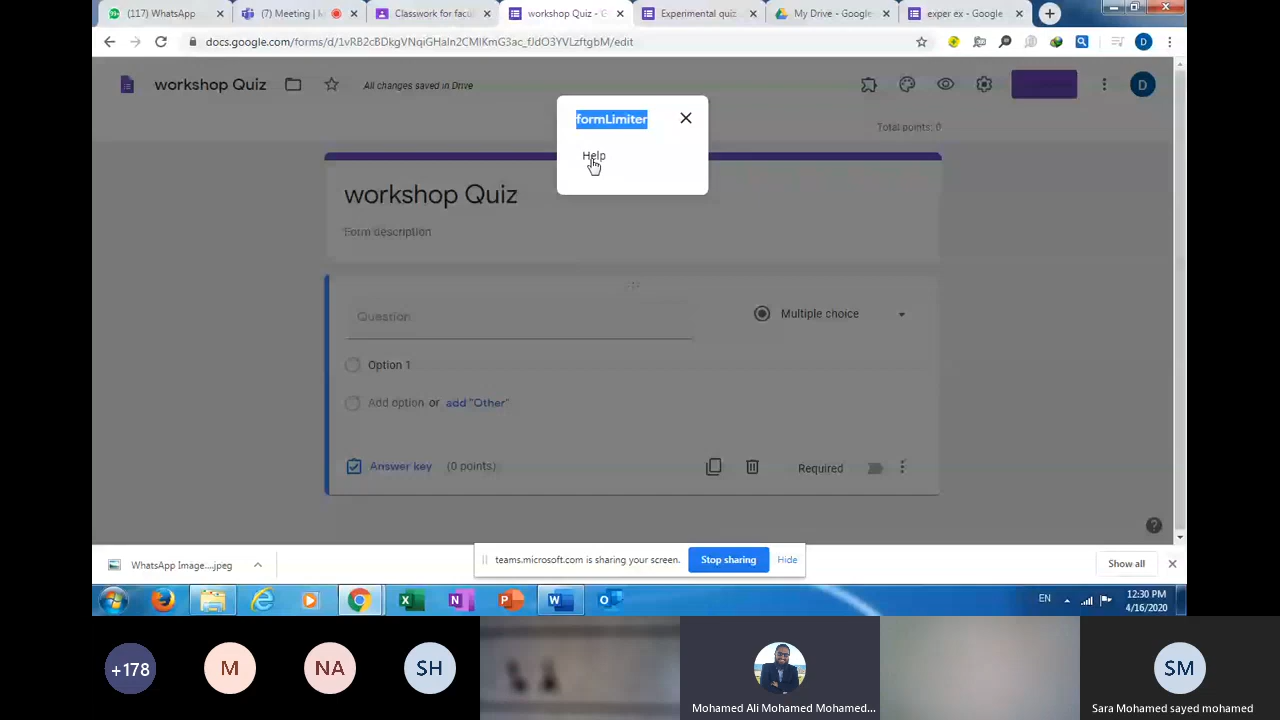 (117) WhatsApp
(7) Meeting | M
Classwo
workshop Quiz - G
Experimental quiz
My Drive - Google
exper ex - Google
docs.google.com/forms/d/
/edit
D
workshop Quiz
All changes saved in Drive
D
formLimiter
Help
Total points: 0
workshop Quiz
Form description
Question
Multiple choice
Option 1
Add option or add "Other"
Answer key (0 points)
Required
teams.microsoft.com is sharing your screen.
Stop sharing
Hide
WhatsApp Image....jpeg
Show all
EN
12:30 PM
4/16/2020
+178
M
NA
SH
Mohamed Ali Mohamed Mohamed...
SM
Sara Mohamed sayed mohamed